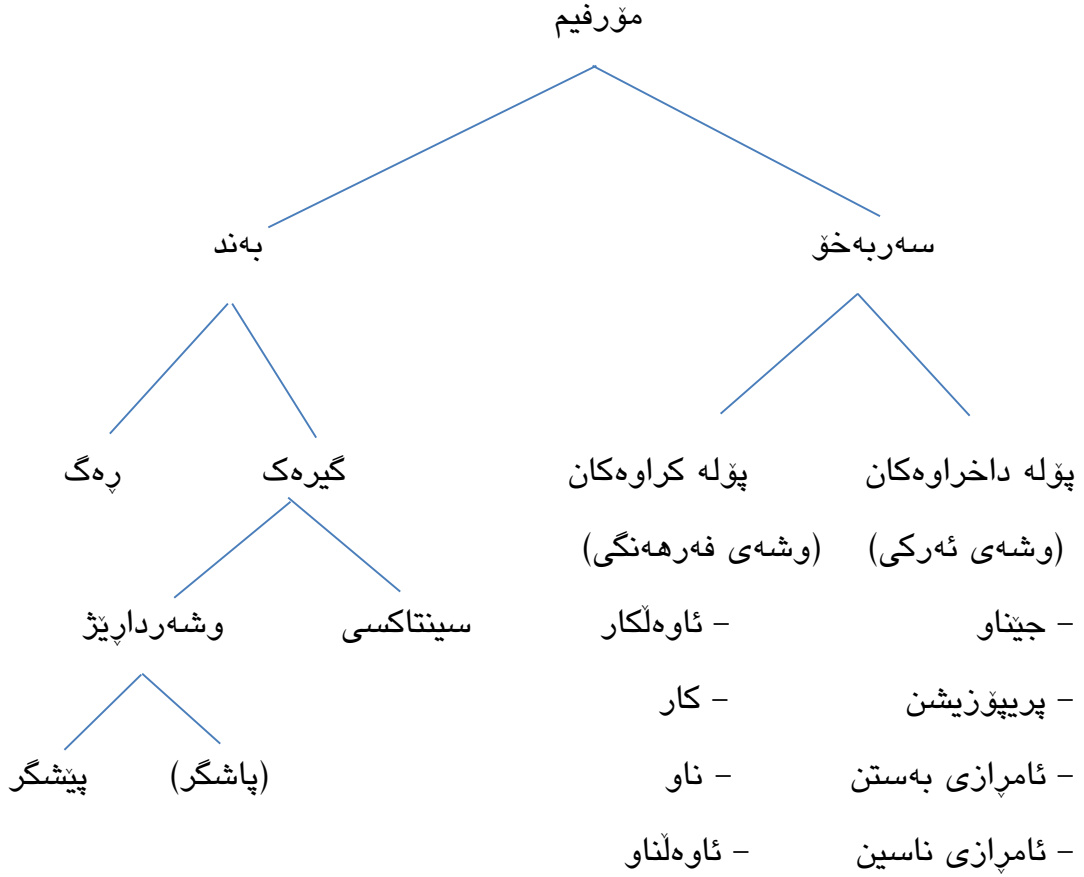 مۆرفیم
سەربەخۆ
بەند
پۆلە داخراوەکان
پۆلە کراوەکان
گیرەک
ڕەگ
(وشەی ئەرکی)
(وشەی فەرهەنگی)
– جێناو
– ئاوەڵکار
سینتاکسی
وشەرداڕێژ
– پریپۆزیشن
– کار
– ئامڕازی بەستن
– ناو
(پاشگر)
پێشگر
– ئامڕازی ناسین
– ئاوەڵناو